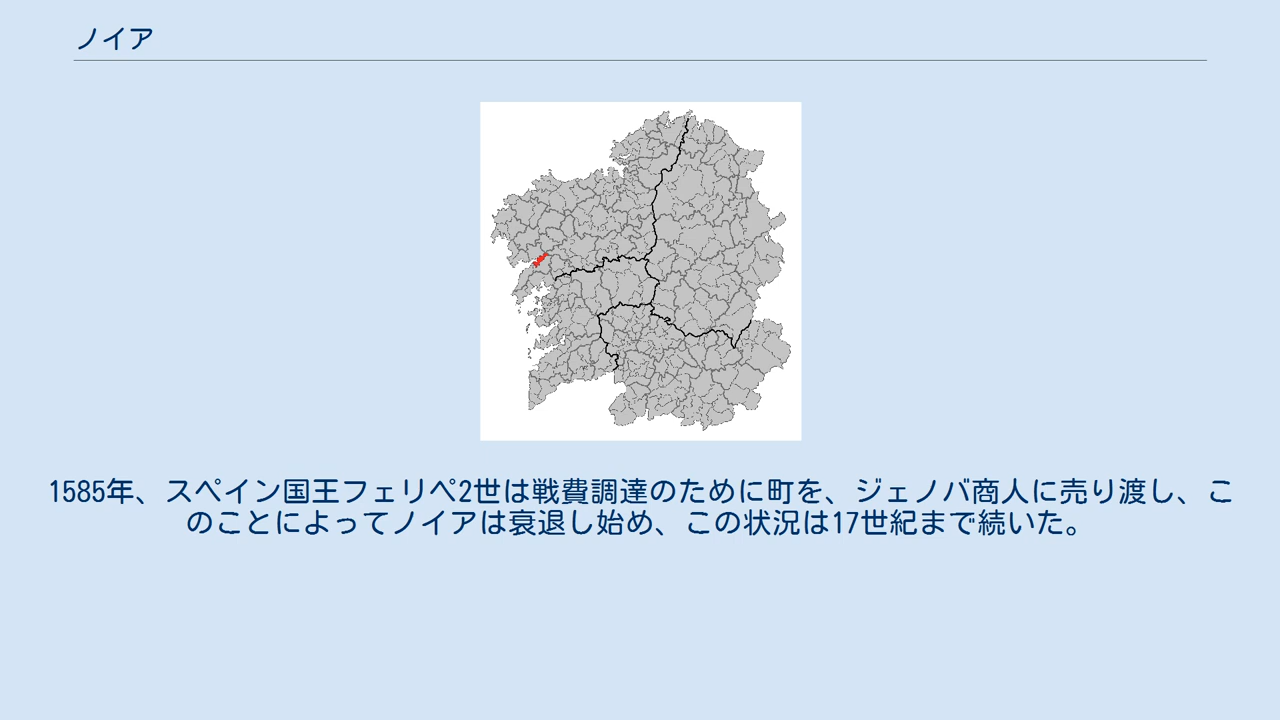 ノイア
1585年、スペイン国王フェリペ2世は戦費調達のために町を、ジェノバ商人に売り渡し、こ
のことによってノイアは衰退し始め、この状況は17世紀まで続いた。